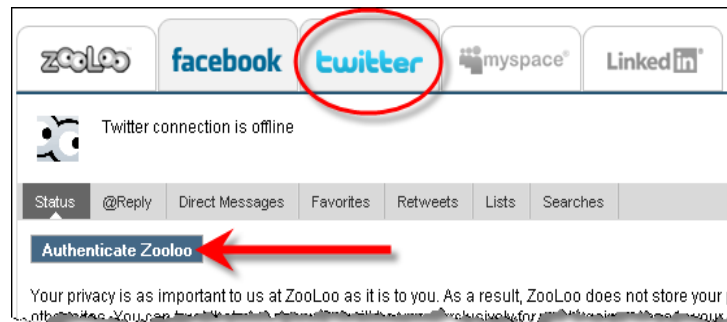 zooLoo facebook twitter myspace Linked in
Twitter connection is offline
Status @Reply Direct Messages Favorites Retweets Lists Searches
Authenticate Zooloo
Your privacy is as important to us at ZooLoo as it is to you. As a result, ZooLoo does not store your